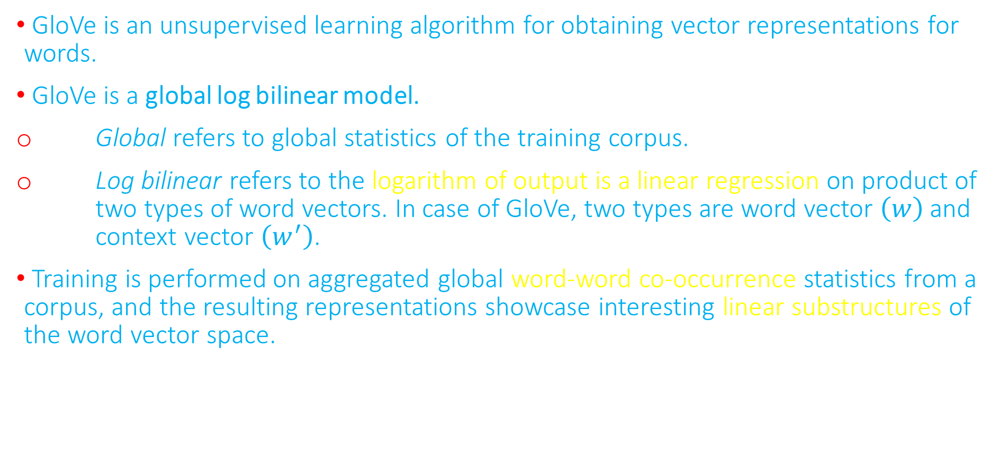 • GloVe is an unsupervised learning algorithm for obtaining vector representations for
words.
• GloVe is a global log bilinear model.
o Global refers to global statistics of the training corpus.
o Log bilinear refers to the logarithm of output is a linear regression on product of
two types of word vectors. In case of GloVe, two types are word vector (w) and
context vector (w′).
• Training is performed on aggregated global word-word co-occurrence statistics from a
corpus, and the resulting representations showcase interesting linear substructures of
the word vector space.